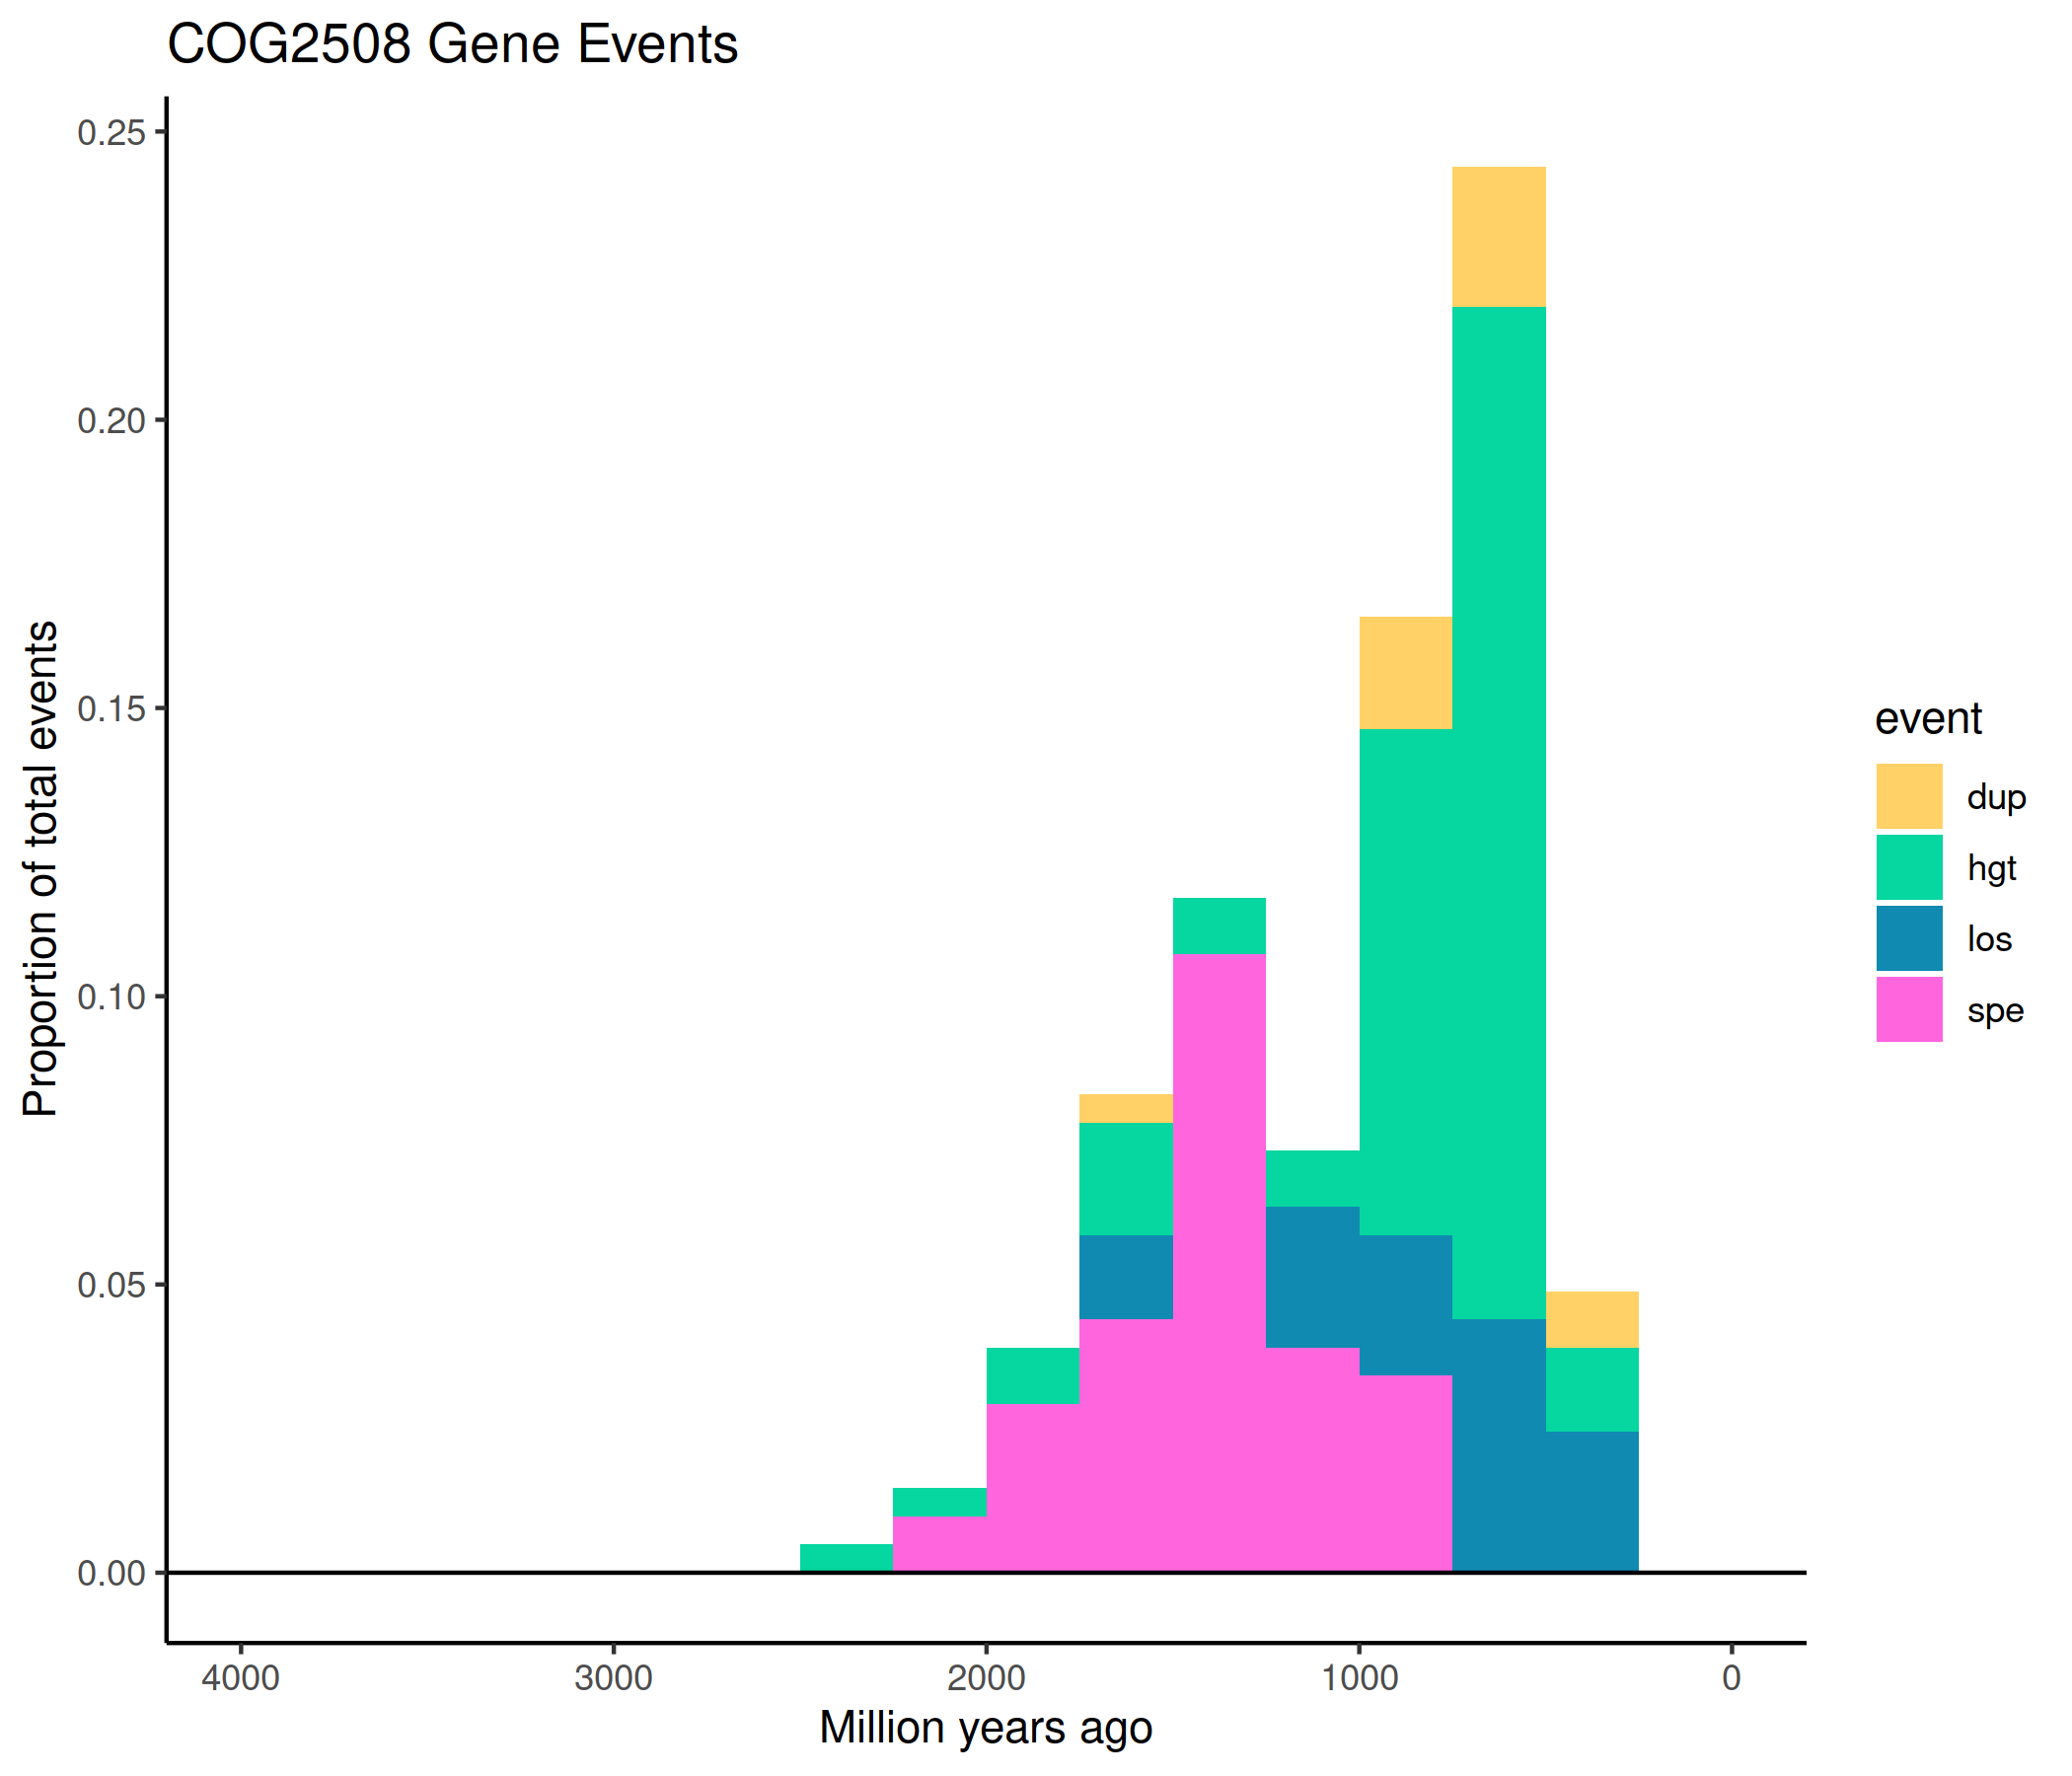 COG2508 Gene Events
0.25
0.20
0.15
0.10
0.05
0.00
Proportion of total events
4000 3000 2000 1000 0
Million years ago
event
dup
hgt
los
spe